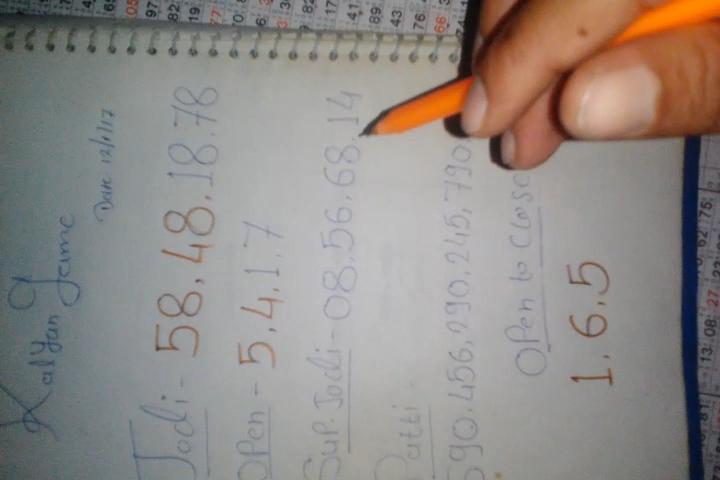 Kalyan Game
Date 12/1/17
Jodi - 58.48.18.78
Open - 5.4.1.7
Sup. Jodi - 08.56.68.14
Patti -
590.456.290.245.790.
Open to Close
1.6.5